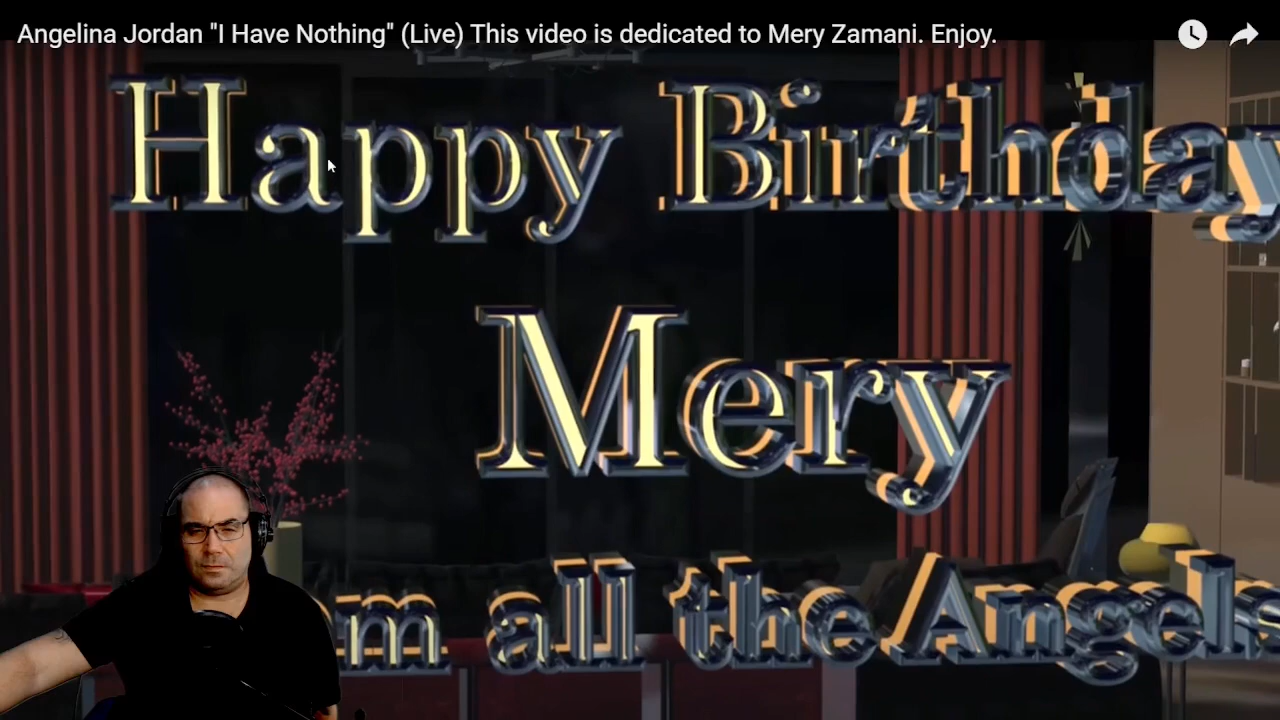 Angelina Jordan "I Have Nothing" (Live) This video is dedicated to Mery Zamani. Enjoy.
Happy Birthday
Mery
all the Angels